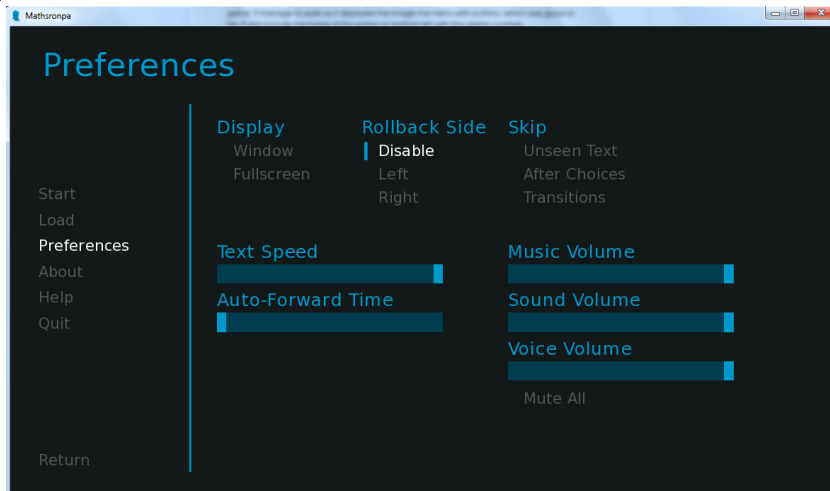 Mathsronpa
Preferences
Display
Window
Fullscreen
Rollback Side
Disable
Left
Right
Skip
Unseen Text
After Choices
Transitions
Start
Load
Preferences
About
Help
Quit
Return
Text Speed
Auto-Forward Time
Music Volume
Sound Volume
Voice Volume
Mute All